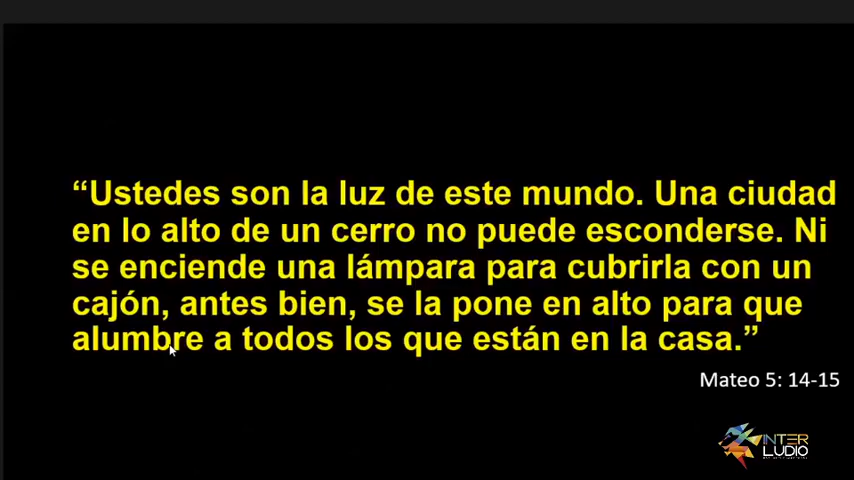 “Ustedes son la luz de este mundo. Una ciudad
en lo alto de un cerro no puede esconderse. Ni
se enciende una lámpara para cubrirla con un
cajón, antes bien, se la pone en alto para que
alumbre a todos los que están en la casa.”
Mateo 5: 14-15
INTER
LUDIO